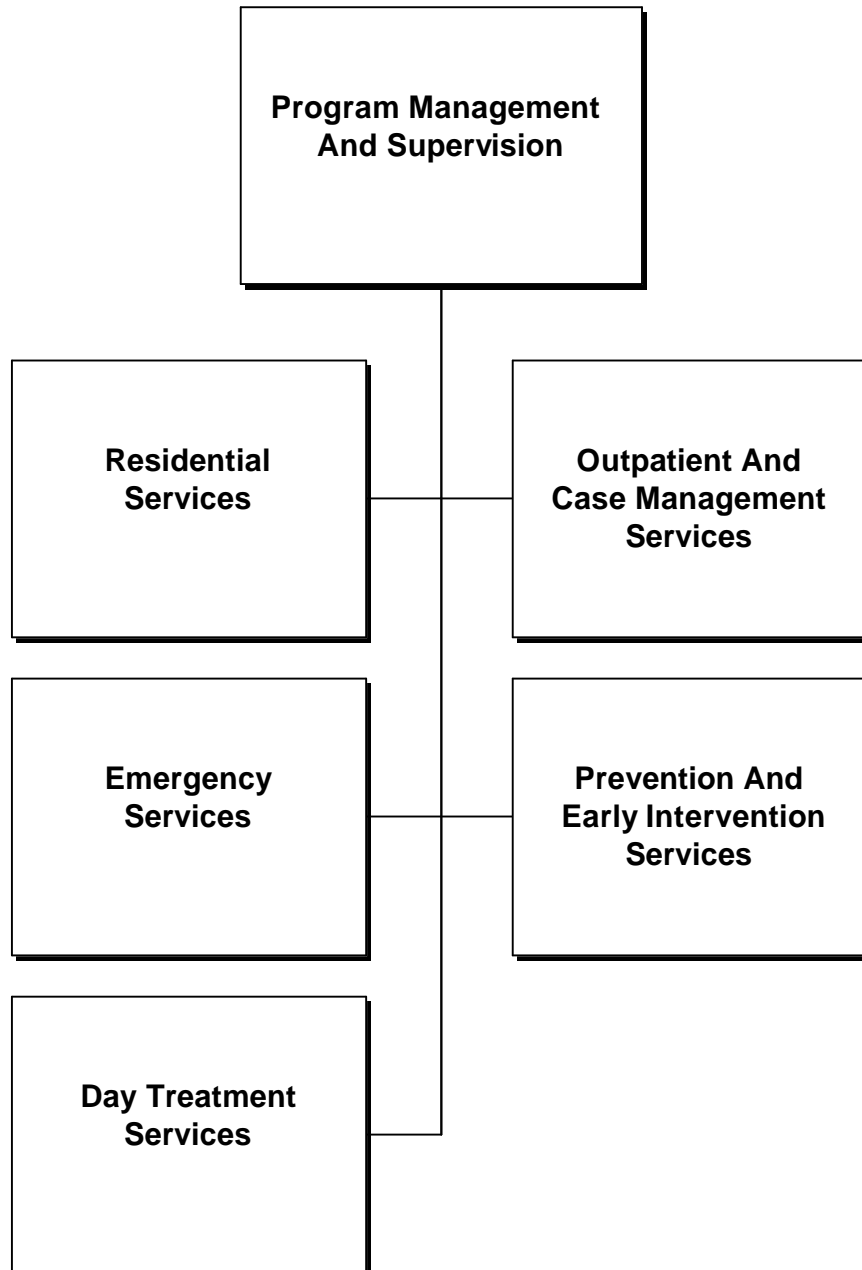 Program Management
And Supervision
Residential
Services
Outpatient And
Case Management
Services
Emergency
Services
Prevention And
Early Intervention
Services
Day Treatment
Services